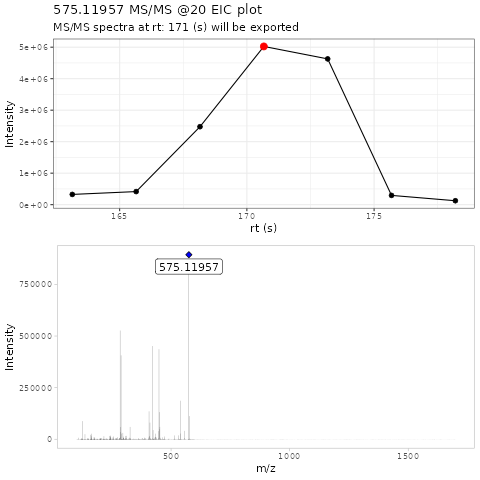 575.11957 MS/MS @20 EIC plot
MS/MS spectra at rt: 171 (s) will be exported
5e+06
4e+06
3e+06
2e+06
1e+06
0e+00
Intensity
165
170
175
rt (s)
575.11957
750000
500000
250000
0
Intensity
500
1000
1500
m/z